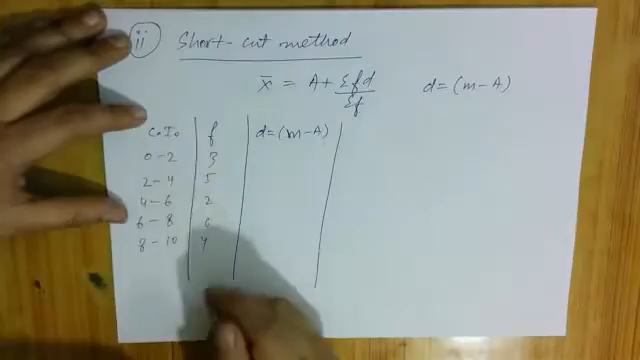 ii Short-cut method
x̄ = A + Σfd / Σf    d = (m - A)
C.I. f d = (m - A)
0 - 2 3
2 - 4 5
4 - 6 2
6 - 8 6
8 - 10